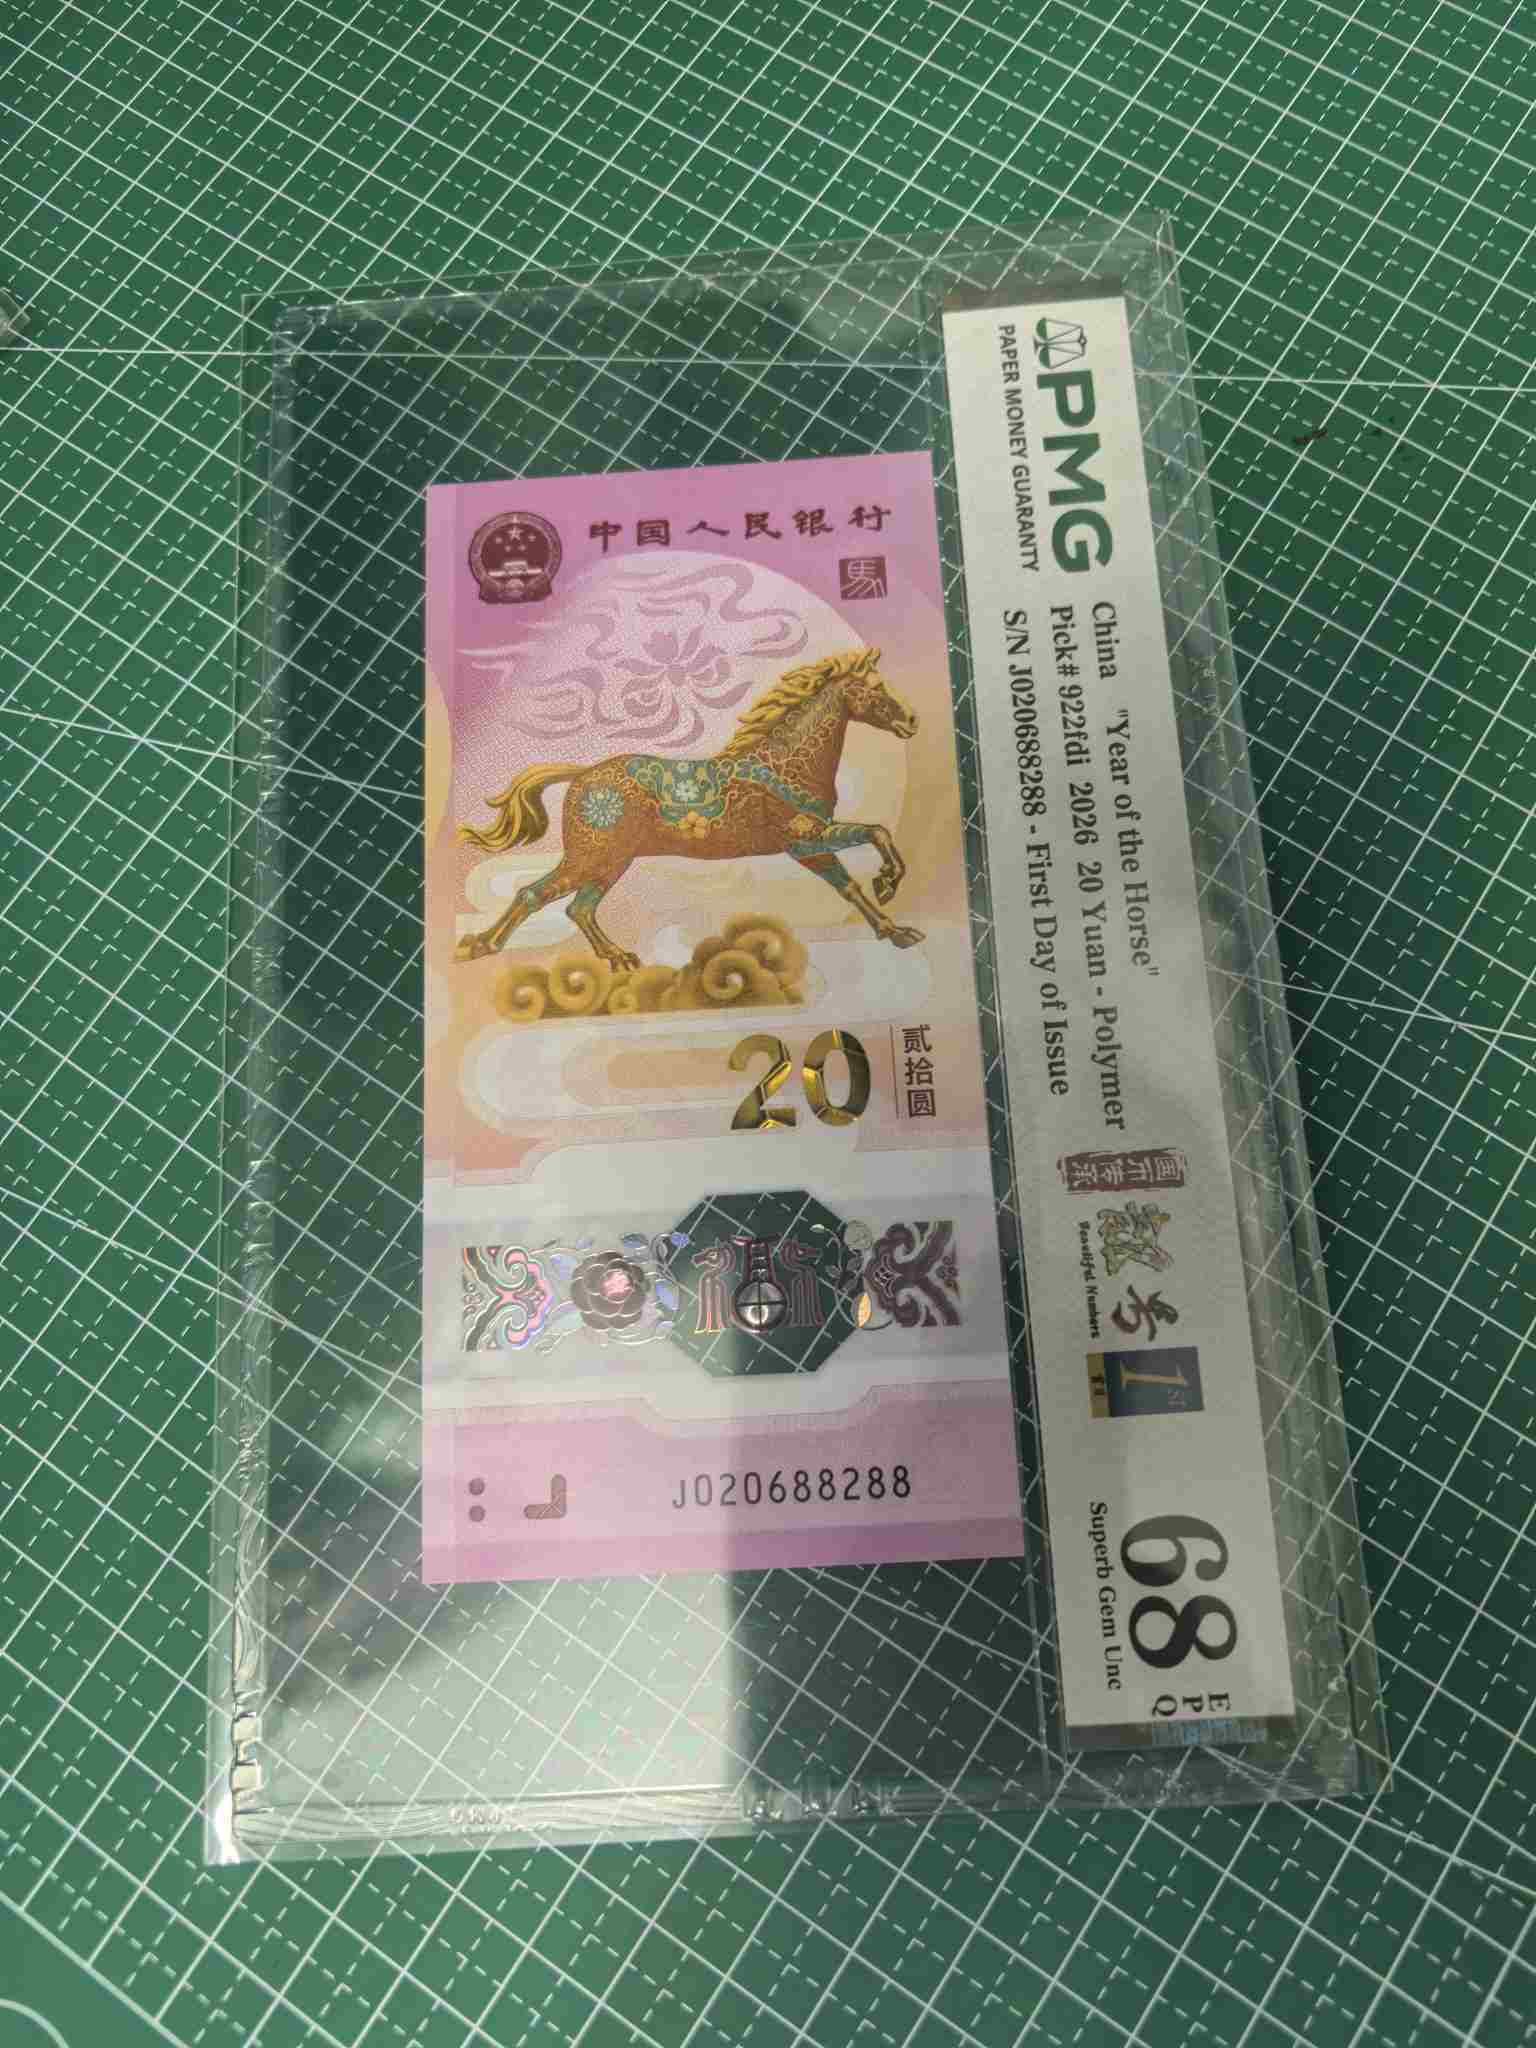 中国人民银行
馬
20
贰拾圆
J020688288
PMG
PAPER MONEY GUARANTY
China "Year of the Horse"
Pick# 922fdi 2026 20 Yuan - Polymer
S/N J020688288 - First Day of Issue
Beautiful Numbers
1ST
68
EPQ
Superb Gem Unc